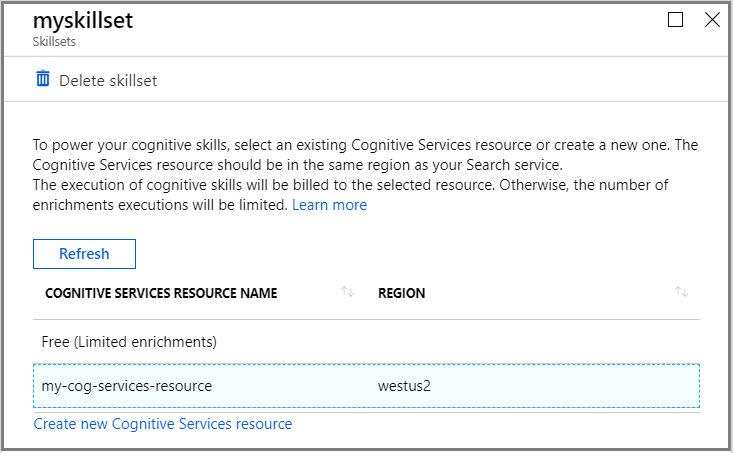 myskillset
Skillsets
Delete skillset
To power your cognitive skills, select an existing Cognitive Services resource or create a new one. The
Cognitive Services resource should be in the same region as your Search service.
The execution of cognitive skills will be billed to the selected resource. Otherwise, the number of
enrichments executions will be limited. Learn more
Refresh
COGNITIVE SERVICES RESOURCE NAME REGION
Free (Limited enrichments)
my-cog-services-resource westus2
Create new Cognitive Services resource